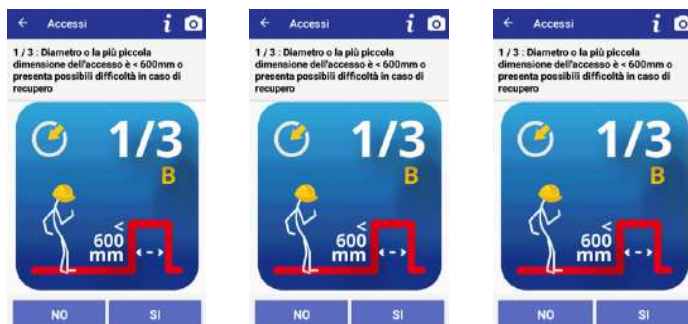 ← Accessi i
1 / 3 : Diametro o la più piccola
dimensione dell'accesso è < 600mm o
presenta possibili difficoltà in caso di
recupero
1/3
B
<
600
mm
NO SI
← Accessi i
1 / 3 : Diametro o la più piccola
dimensione dell'accesso è < 600mm o
presenta possibili difficoltà in caso di
recupero
1/3
B
<
600
mm
NO SI
← Accessi i
1 / 3 : Diametro o la più piccola
dimensione dell'accesso è < 600mm o
presenta possibili difficoltà in caso di
recupero
1/3
B
<
600
mm
NO SI